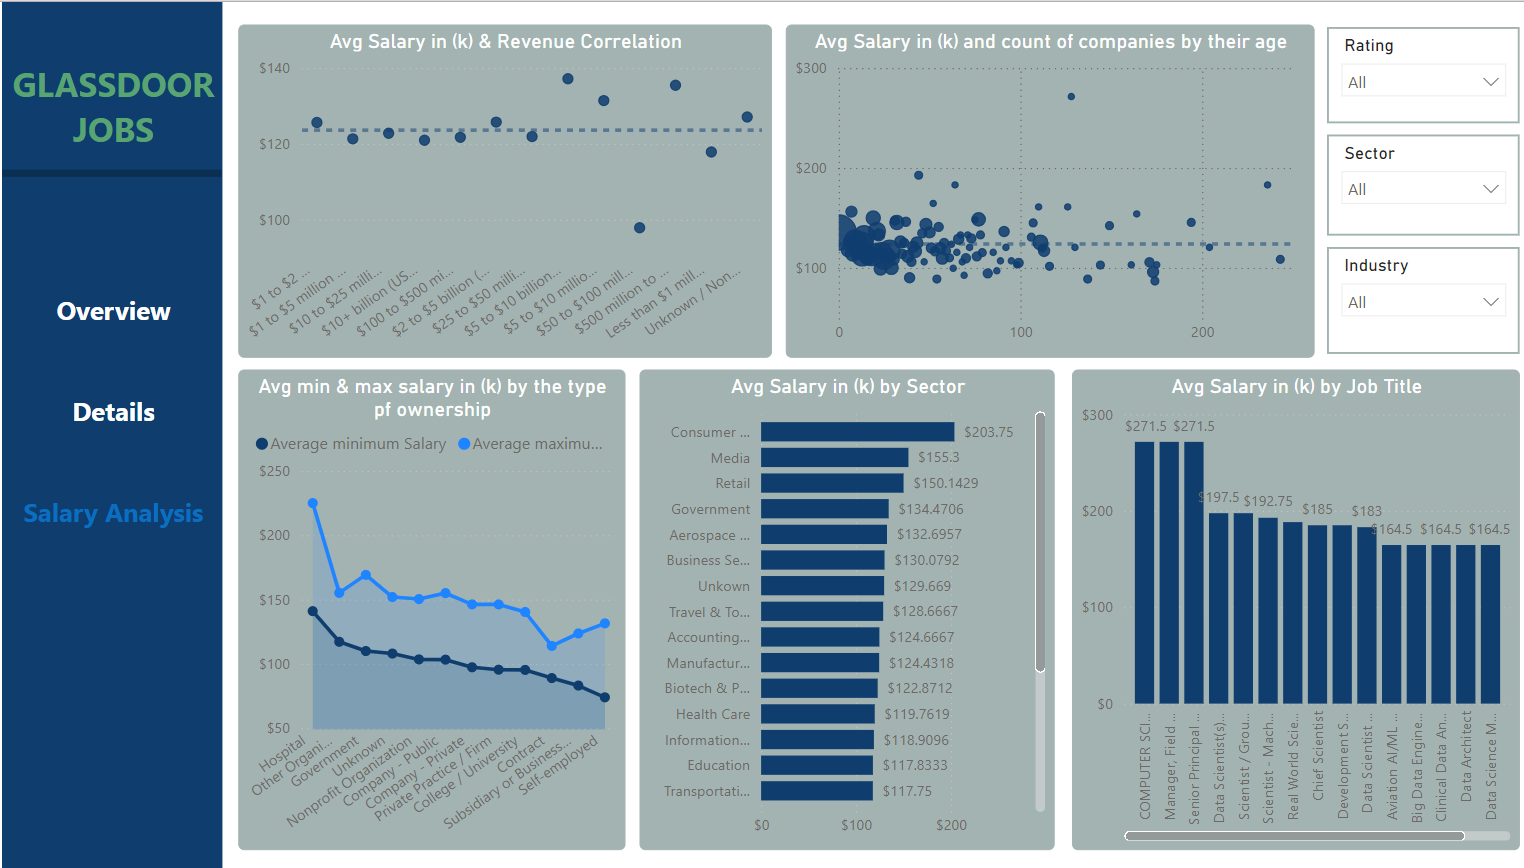 GLASSDOOR
JOBS
Overview
Details
Salary Analysis
Avg Salary in (k) & Revenue Correlation
$140
$120
$100
$1 to $2 ...
$1 to $5 million ...
$10 to $25 milli...
$10+ billion (US...
$100 to $500 mi...
$2 to $5 billion (...
$25 to $50 milli...
$5 to $10 billion...
$5 to $10 millio...
$50 to $100 mill...
$500 million to ...
Less than $1 mill...
Unknown / Non...
Avg Salary in (k) and count of companies by their age
$300
$200
$100
0
100
200
Rating
All
Sector
All
Industry
All
Avg min & max salary in (k) by the type
pf ownership
Average minimum Salary
Average maximu...
$250
$200
$150
$100
$50
Hospital
Other Organi...
Government
Unknown
Nonprofit Organization
Company - Public
Company - Private
Private Practice / Firm
College / University
Contract
Subsidiary or Business...
Self-employed
Avg Salary in (k) by Sector
Consumer ... $203.75
Media $155.3
Retail $150.1429
Government $134.4706
Aerospace ... $132.6957
Business Se... $130.0792
Unkown $129.669
Travel & To... $128.6667
Accounting... $124.6667
Manufactur... $124.4318
Biotech & P... $122.8712
Health Care $119.7619
Information... $118.9096
Education $117.8333
Transportati... $117.75
$0
$100
$200
Avg Salary in (k) by Job Title
$300
$200
$100
$0
$271.5
$271.5
$197.5
$192.75
$185
$183
$164.5
$164.5
$164.5
COMPUTER SCI...
Manager, Field ...
Senior Principal ...
Data Scientist(s)...
Scientist / Grou...
Scientist - Mach...
Real World Scie...
Chief Scientist
Development S...
Data Scientist ...
Aviation AI/ML ...
Big Data Engine...
Clinical Data An...
Data Architect
Data Science M...